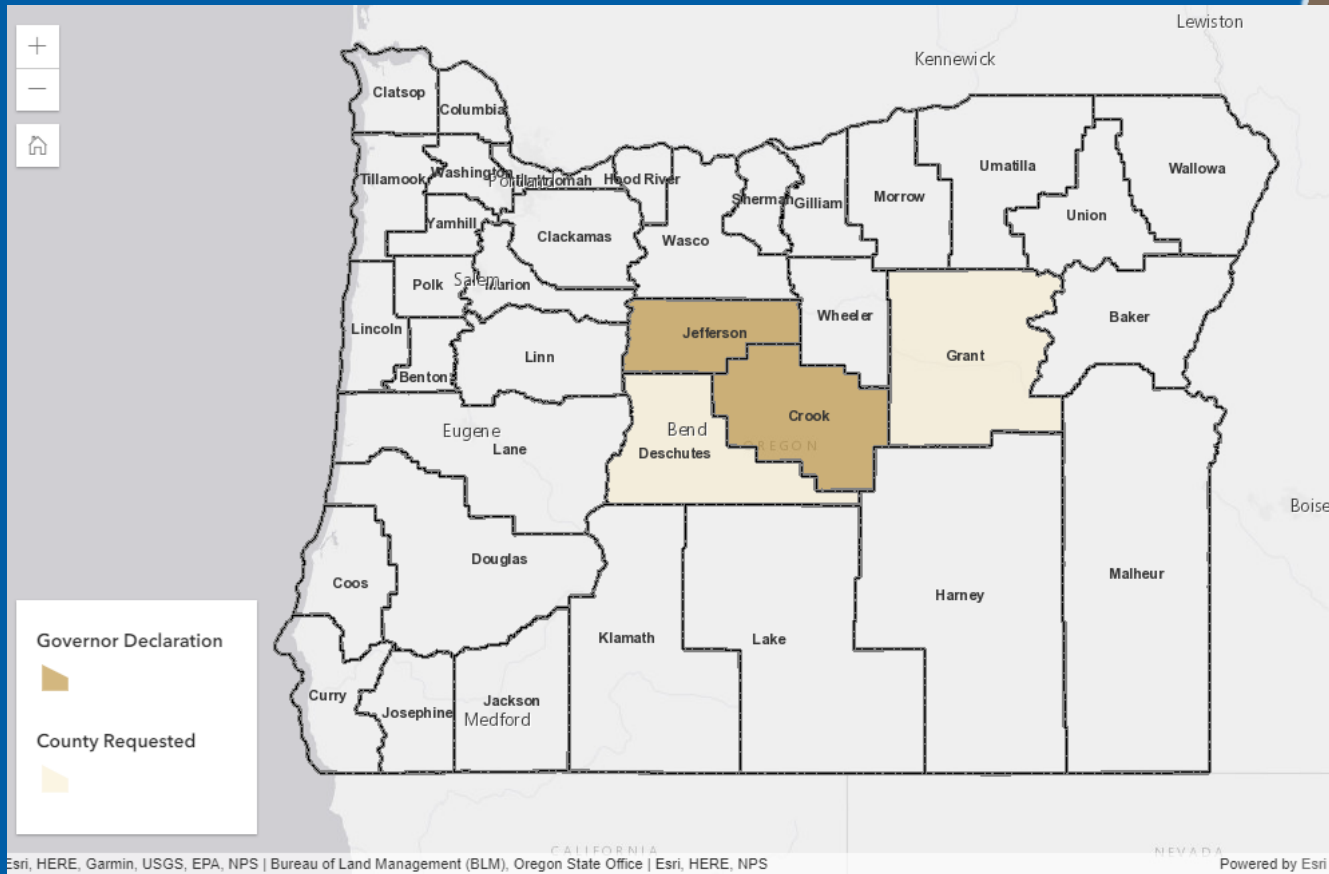 Lewiston
Kennewick
Clatsop
Columbia
Tillamook
Washington
Portland
Multnomah
Hood River
Sherman
Gilliam
Morrow
Umatilla
Wallowa
Union
Yamhill
Clackamas
Wasco
Polk
Salem
Marion
Lincoln
Jefferson
Wheeler
Baker
Linn
Grant
Benton
Crook
Eugene
Lane
Bend
Deschutes
OREGON
Boise
Douglas
Coos
Malheur
Harney
Klamath
Lake
Curry
Josephine
Jackson
Medford
Governor Declaration
County Requested
CALIFORNIA
NEVADA
Esri, HERE, Garmin, USGS, EPA, NPS | Bureau of Land Management (BLM), Oregon State Office | Esri, HERE, NPS
Powered by Esri